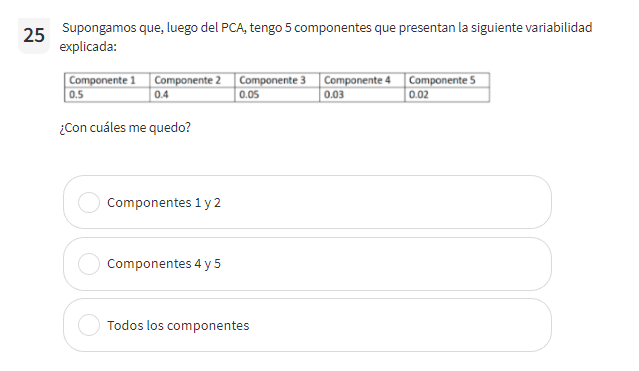 25
Supongamos que, luego del PCA, tengo 5 componentes que presentan la siguiente variabilidad
explicada:
Componente 1 Componente 2 Componente 3 Componente 4 Componente 5
0.5 0.4 0.05 0.03 0.02
¿Con cuáles me quedo?
Componentes 1 y 2
Componentes 4 y 5
Todos los componentes